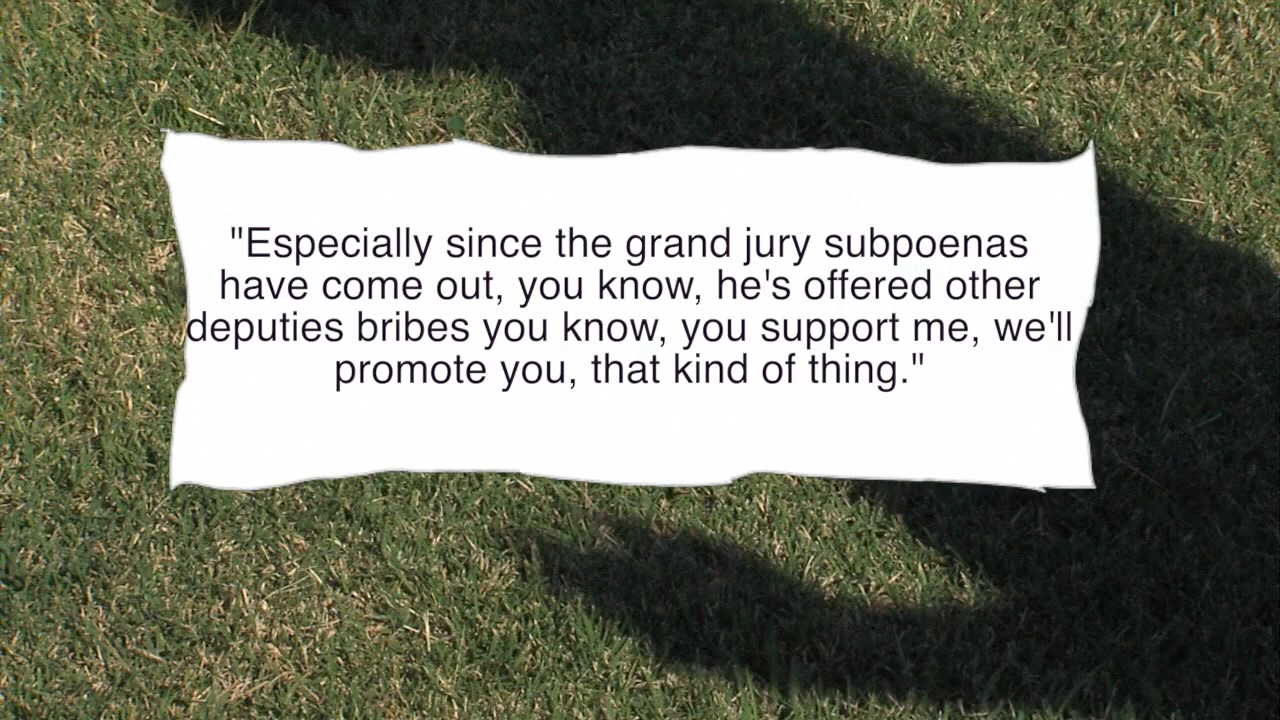 "Especially since the grand jury subpoenas
have come out, you know, he's offered other
deputies bribes you know, you support me, we'll
promote you, that kind of thing."